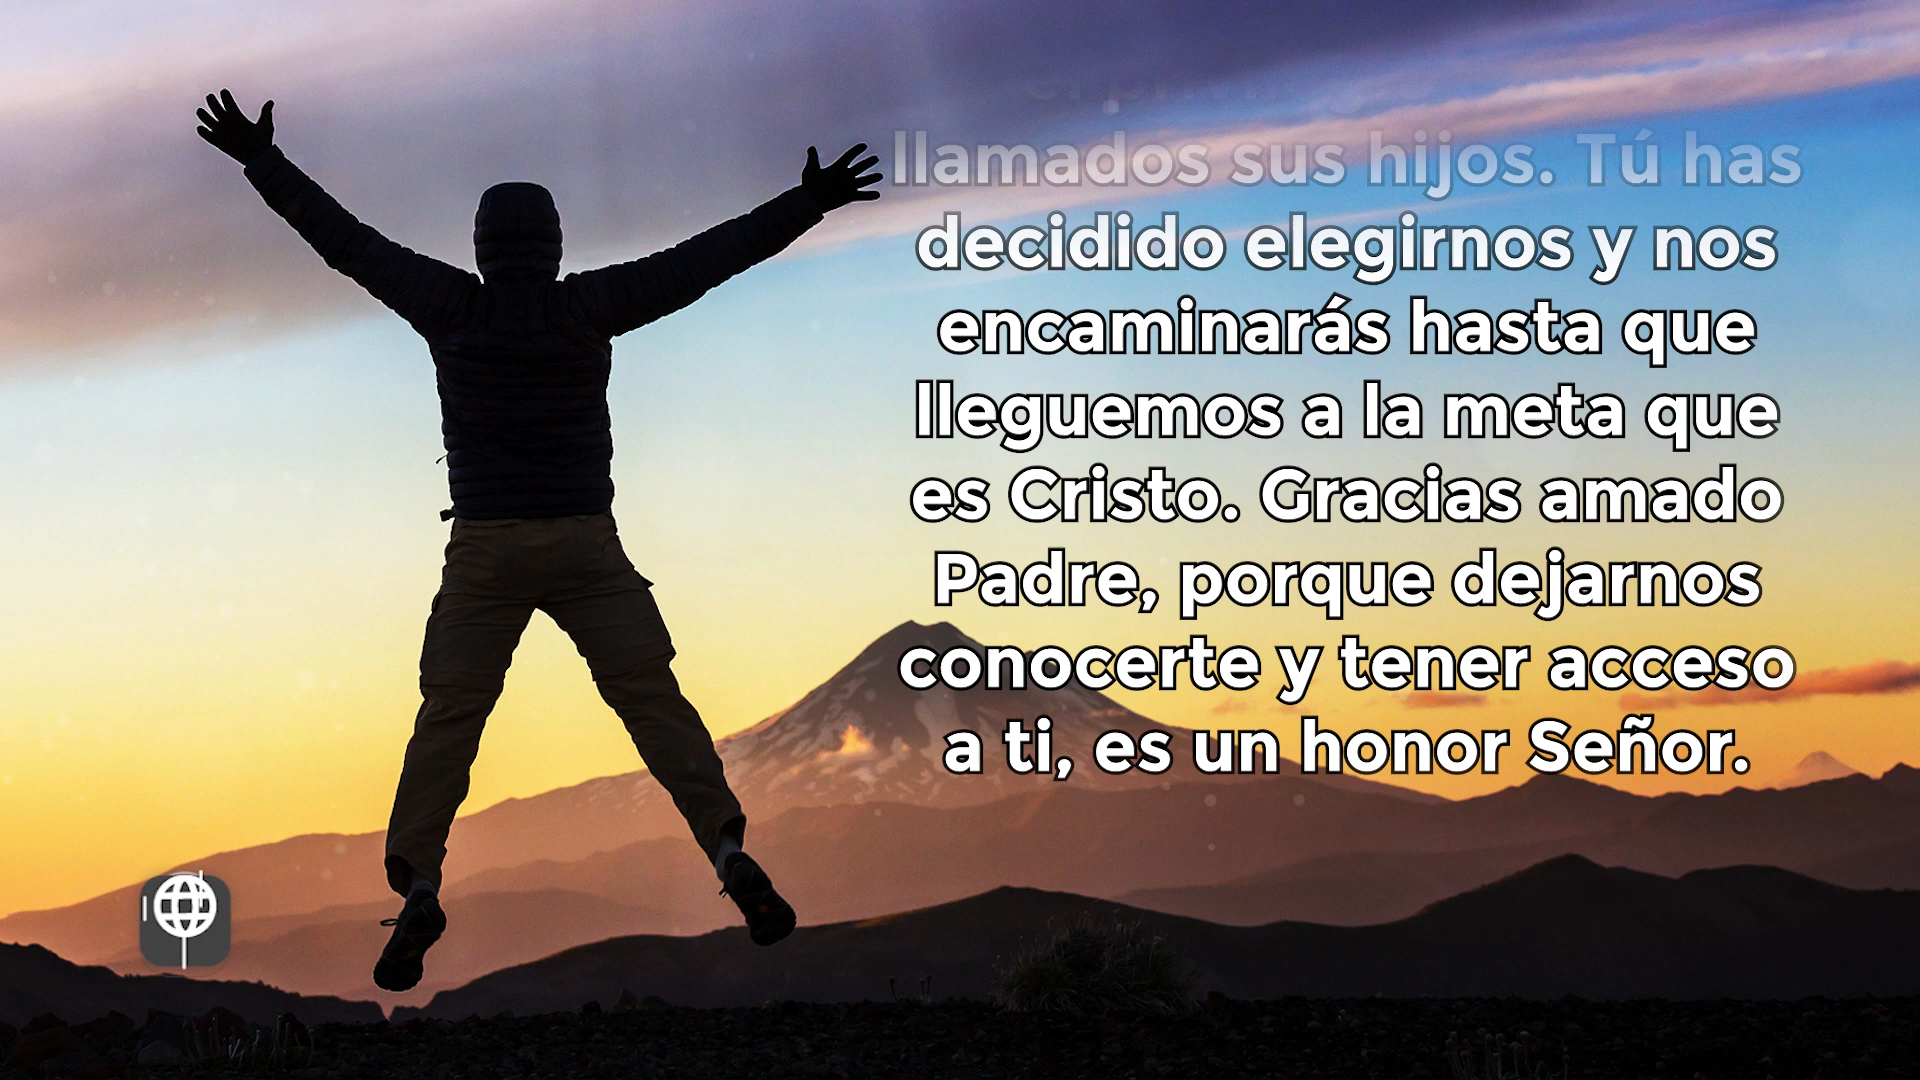 llamados sus hijos. Tú has
decidido elegirnos y nos
encaminarás hasta que
lleguemos a la meta que
es Cristo. Gracias amado
Padre, porque dejarnos
conocerte y tener acceso
a ti, es un honor Señor.